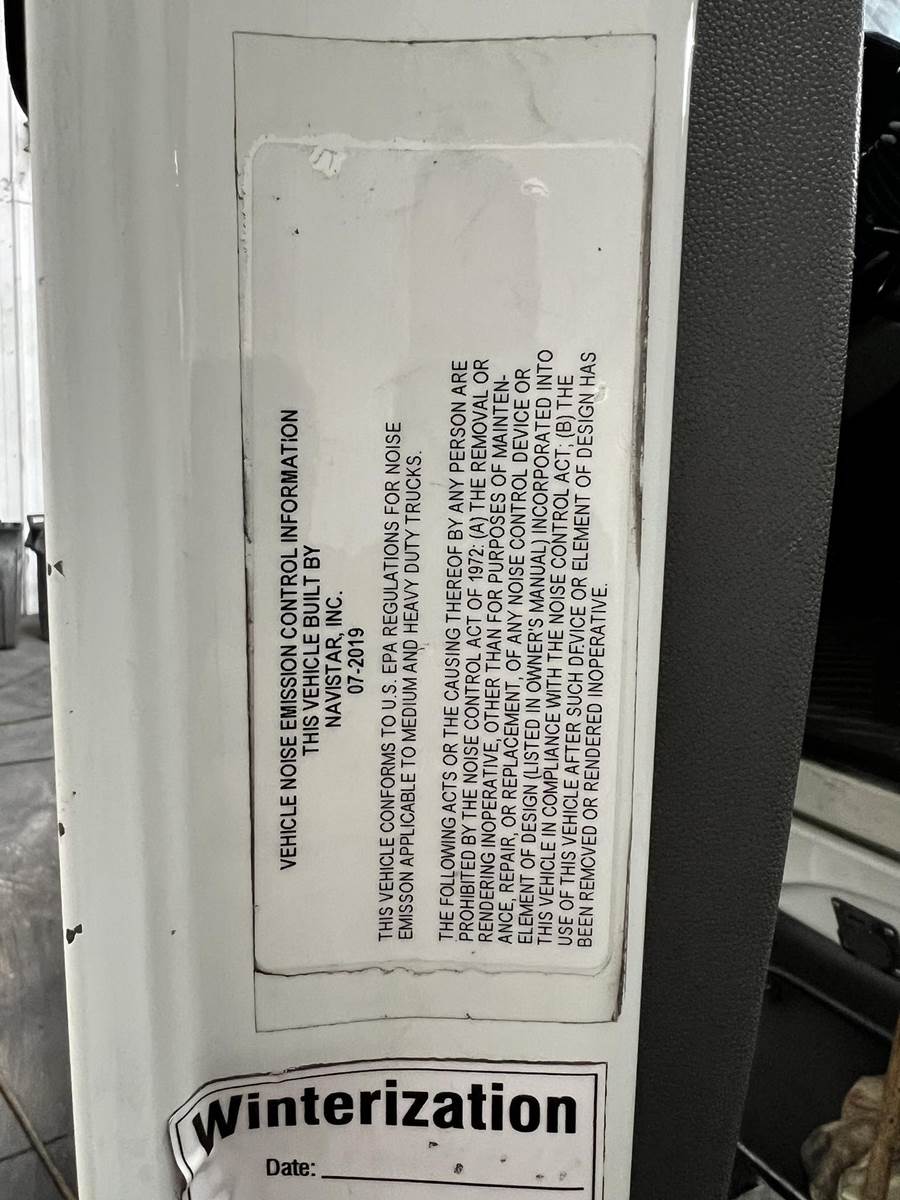 VEHICLE NOISE EMISSION CONTROL INFORMATION
THIS VEHICLE BUILT BY
NAVISTAR, INC.
07-2019
THIS VEHICLE CONFORMS TO U.S. EPA REGULATIONS FOR NOISE
EMISSON APPLICABLE TO MEDIUM AND HEAVY DUTY TRUCKS.
THE FOLLOWING ACTS OR THE CAUSING THEREOF BY ANY PERSON ARE
PROHIBITED BY THE NOISE CONTROL ACT OF 1972: (A) THE REMOVAL OR
RENDERING INOPERATIVE, OTHER THAN FOR PURPOSES OF MAINTEN-
ANCE, REPAIR, OR REPLACEMENT, OF ANY NOISE CONTROL DEVICE OR
ELEMENT OF DESIGN (LISTED IN OWNER'S MANUAL) INCORPORATED INTO
THIS VEHICLE IN COMPLIANCE WITH THE NOISE CONTROL ACT; (B) THE
USE OF THIS VEHICLE AFTER SUCH DEVICE OR ELEMENT OF DESIGN HAS
BEEN REMOVED OR RENDERED INOPERATIVE.
Winterization
Date: